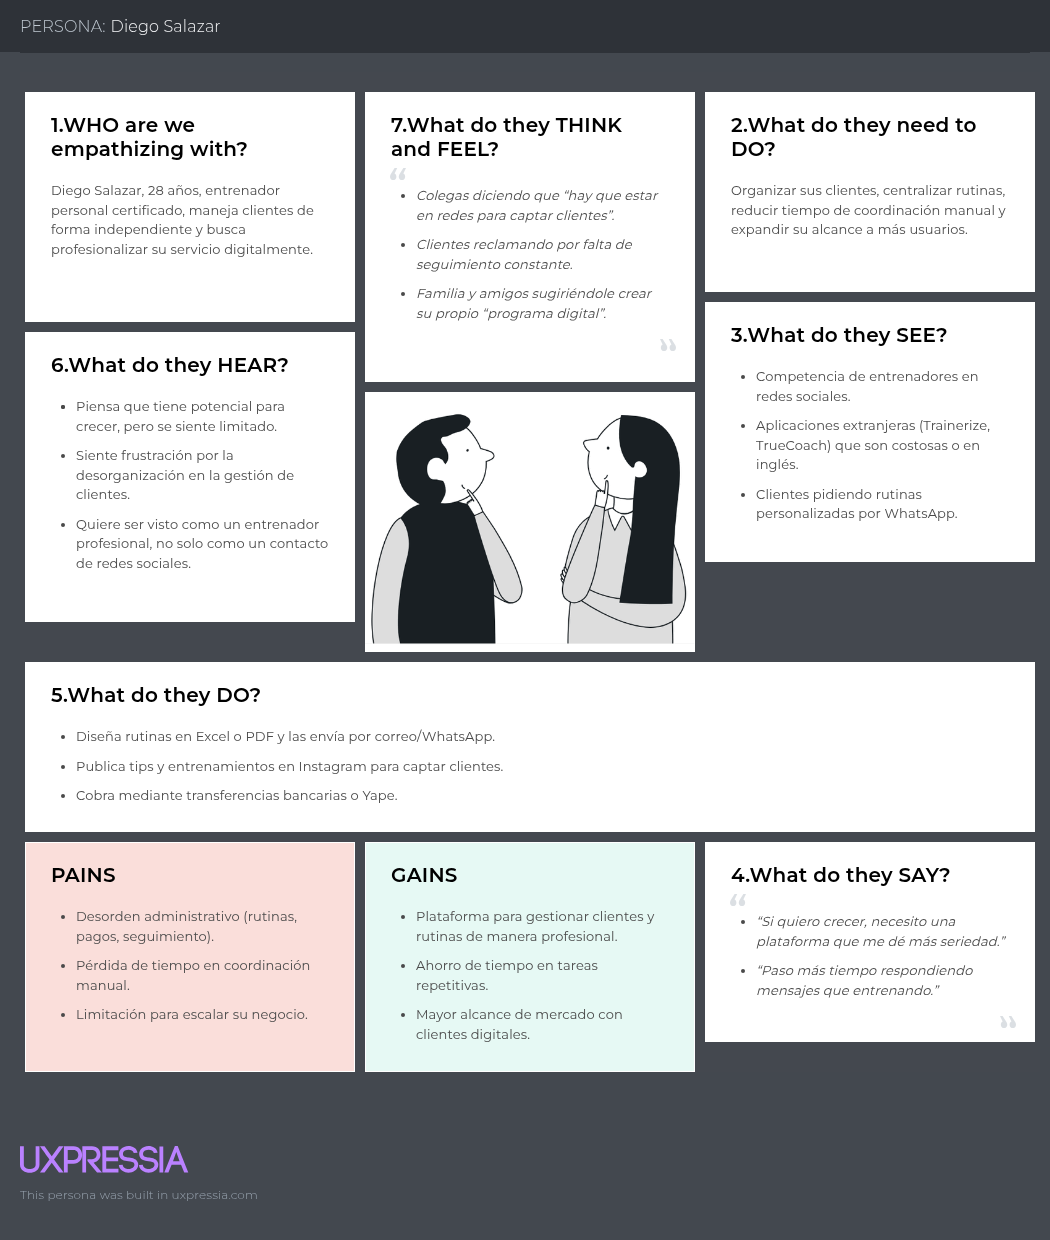 PERSONA: Diego Salazar
1.WHO are we
empathizing with?
Diego Salazar, 28 años, entrenador
personal certificado, maneja clientes de
forma independiente y busca
profesionalizar su servicio digitalmente.
7.What do they THINK
and FEEL?
“
• Colegas diciendo que “hay que estar
en redes para captar clientes”.
• Clientes reclamando por falta de
seguimiento constante.
• Familia y amigos sugiriéndole crear
su propio “programa digital”.
”
2.What do they need to
DO?
Organizar sus clientes, centralizar rutinas,
reducir tiempo de coordinación manual y
expandir su alcance a más usuarios.
6.What do they HEAR?
• Piensa que tiene potencial para
crecer, pero se siente limitado.
• Siente frustración por la
desorganización en la gestión de
clientes.
• Quiere ser visto como un entrenador
profesional, no solo como un contacto
de redes sociales.
3.What do they SEE?
• Competencia de entrenadores en
redes sociales.
• Aplicaciones extranjeras (Trainerize,
TrueCoach) que son costosas o en
inglés.
• Clientes pidiendo rutinas
personalizadas por WhatsApp.
5.What do they DO?
• Diseña rutinas en Excel o PDF y las envía por correo/WhatsApp.
• Publica tips y entrenamientos en Instagram para captar clientes.
• Cobra mediante transferencias bancarias o Yape.
PAINS
• Desorden administrativo (rutinas,
pagos, seguimiento).
• Pérdida de tiempo en coordinación
manual.
• Limitación para escalar su negocio.
GAINS
• Plataforma para gestionar clientes y
rutinas de manera profesional.
• Ahorro de tiempo en tareas
repetitivas.
• Mayor alcance de mercado con
clientes digitales.
4.What do they SAY?
“
• “Si quiero crecer, necesito una
plataforma que me dé más seriedad.”
• “Paso más tiempo respondiendo
mensajes que entrenando.”
”
UXPRESSIA
This persona was built in uxpressia.com